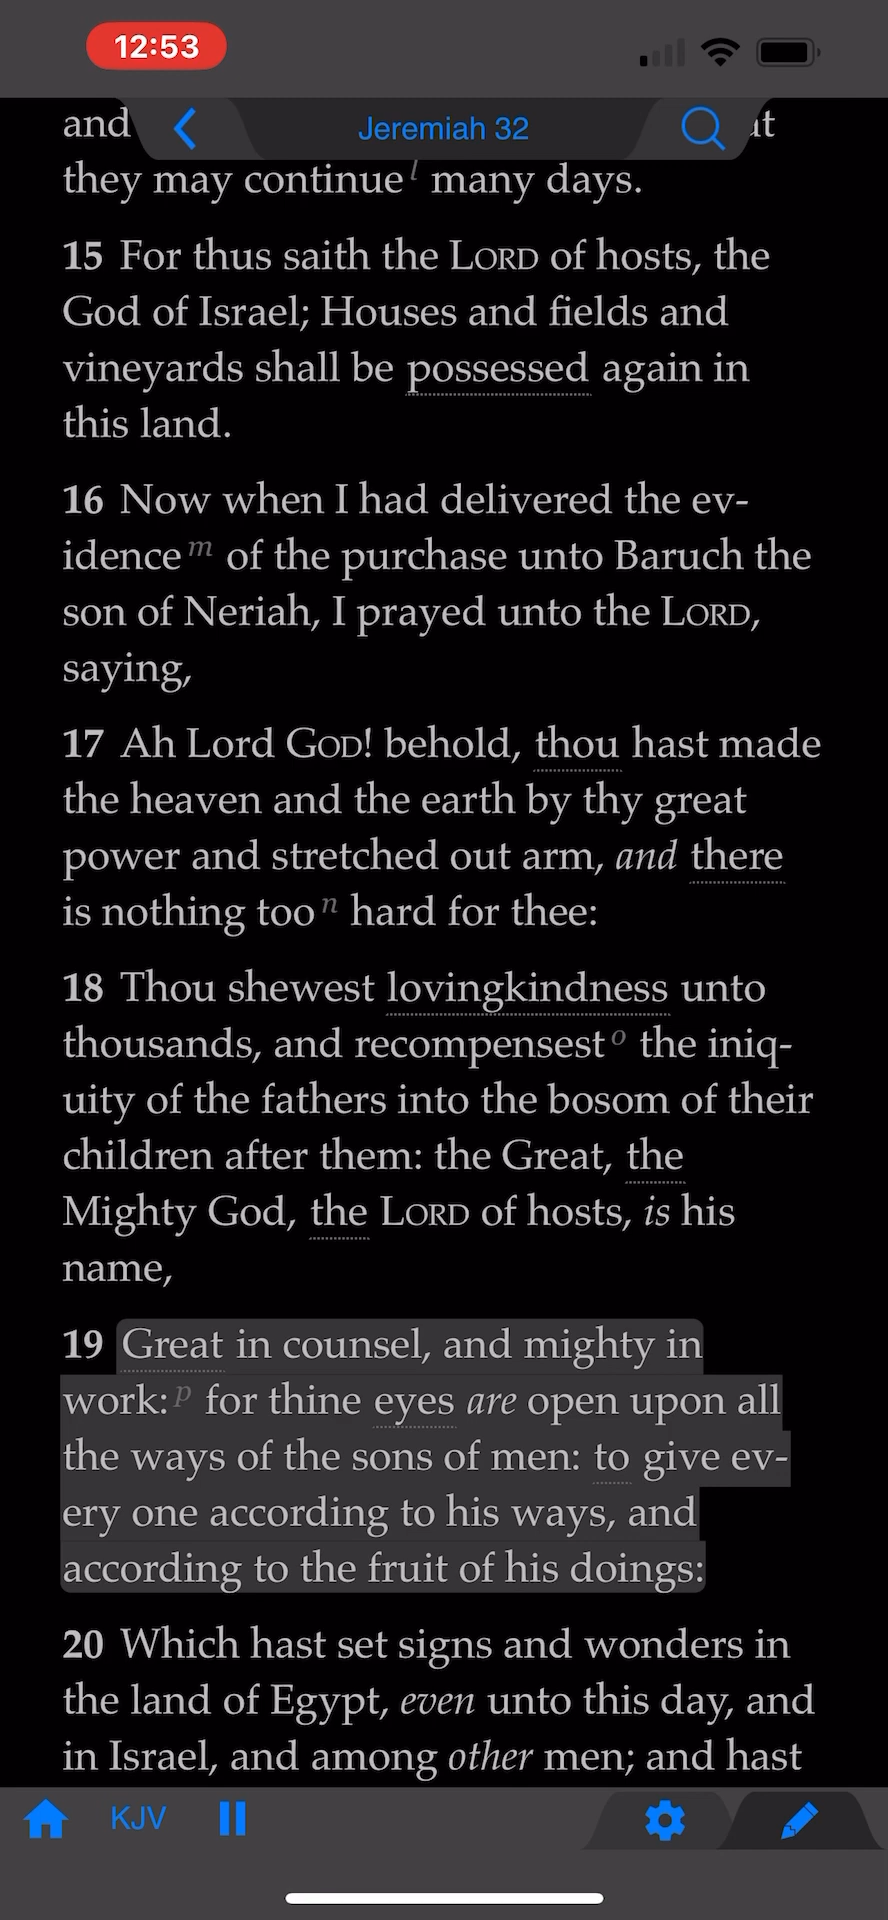 12:53
Jeremiah 32
and
they may continue l many days.
15 For thus saith the LORD of hosts, the
God of Israel; Houses and fields and
vineyards shall be possessed again in
this land.
16 Now when I had delivered the ev-
idence m of the purchase unto Baruch the
son of Neriah, I prayed unto the LORD,
saying,
17 Ah Lord GOD! behold, thou hast made
the heaven and the earth by thy great
power and stretched out arm, and there
is nothing too n hard for thee:
18 Thou shewest lovingkindness unto
thousands, and recompensest o the iniq-
uity of the fathers into the bosom of their
children after them: the Great, the
Mighty God, the LORD of hosts, is his
name,
19 Great in counsel, and mighty in
work: p for thine eyes are open upon all
the ways of the sons of men: to give ev-
ery one according to his ways, and
according to the fruit of his doings:
20 Which hast set signs and wonders in
the land of Egypt, even unto this day, and
in Israel, and among other men; and hast
KJV